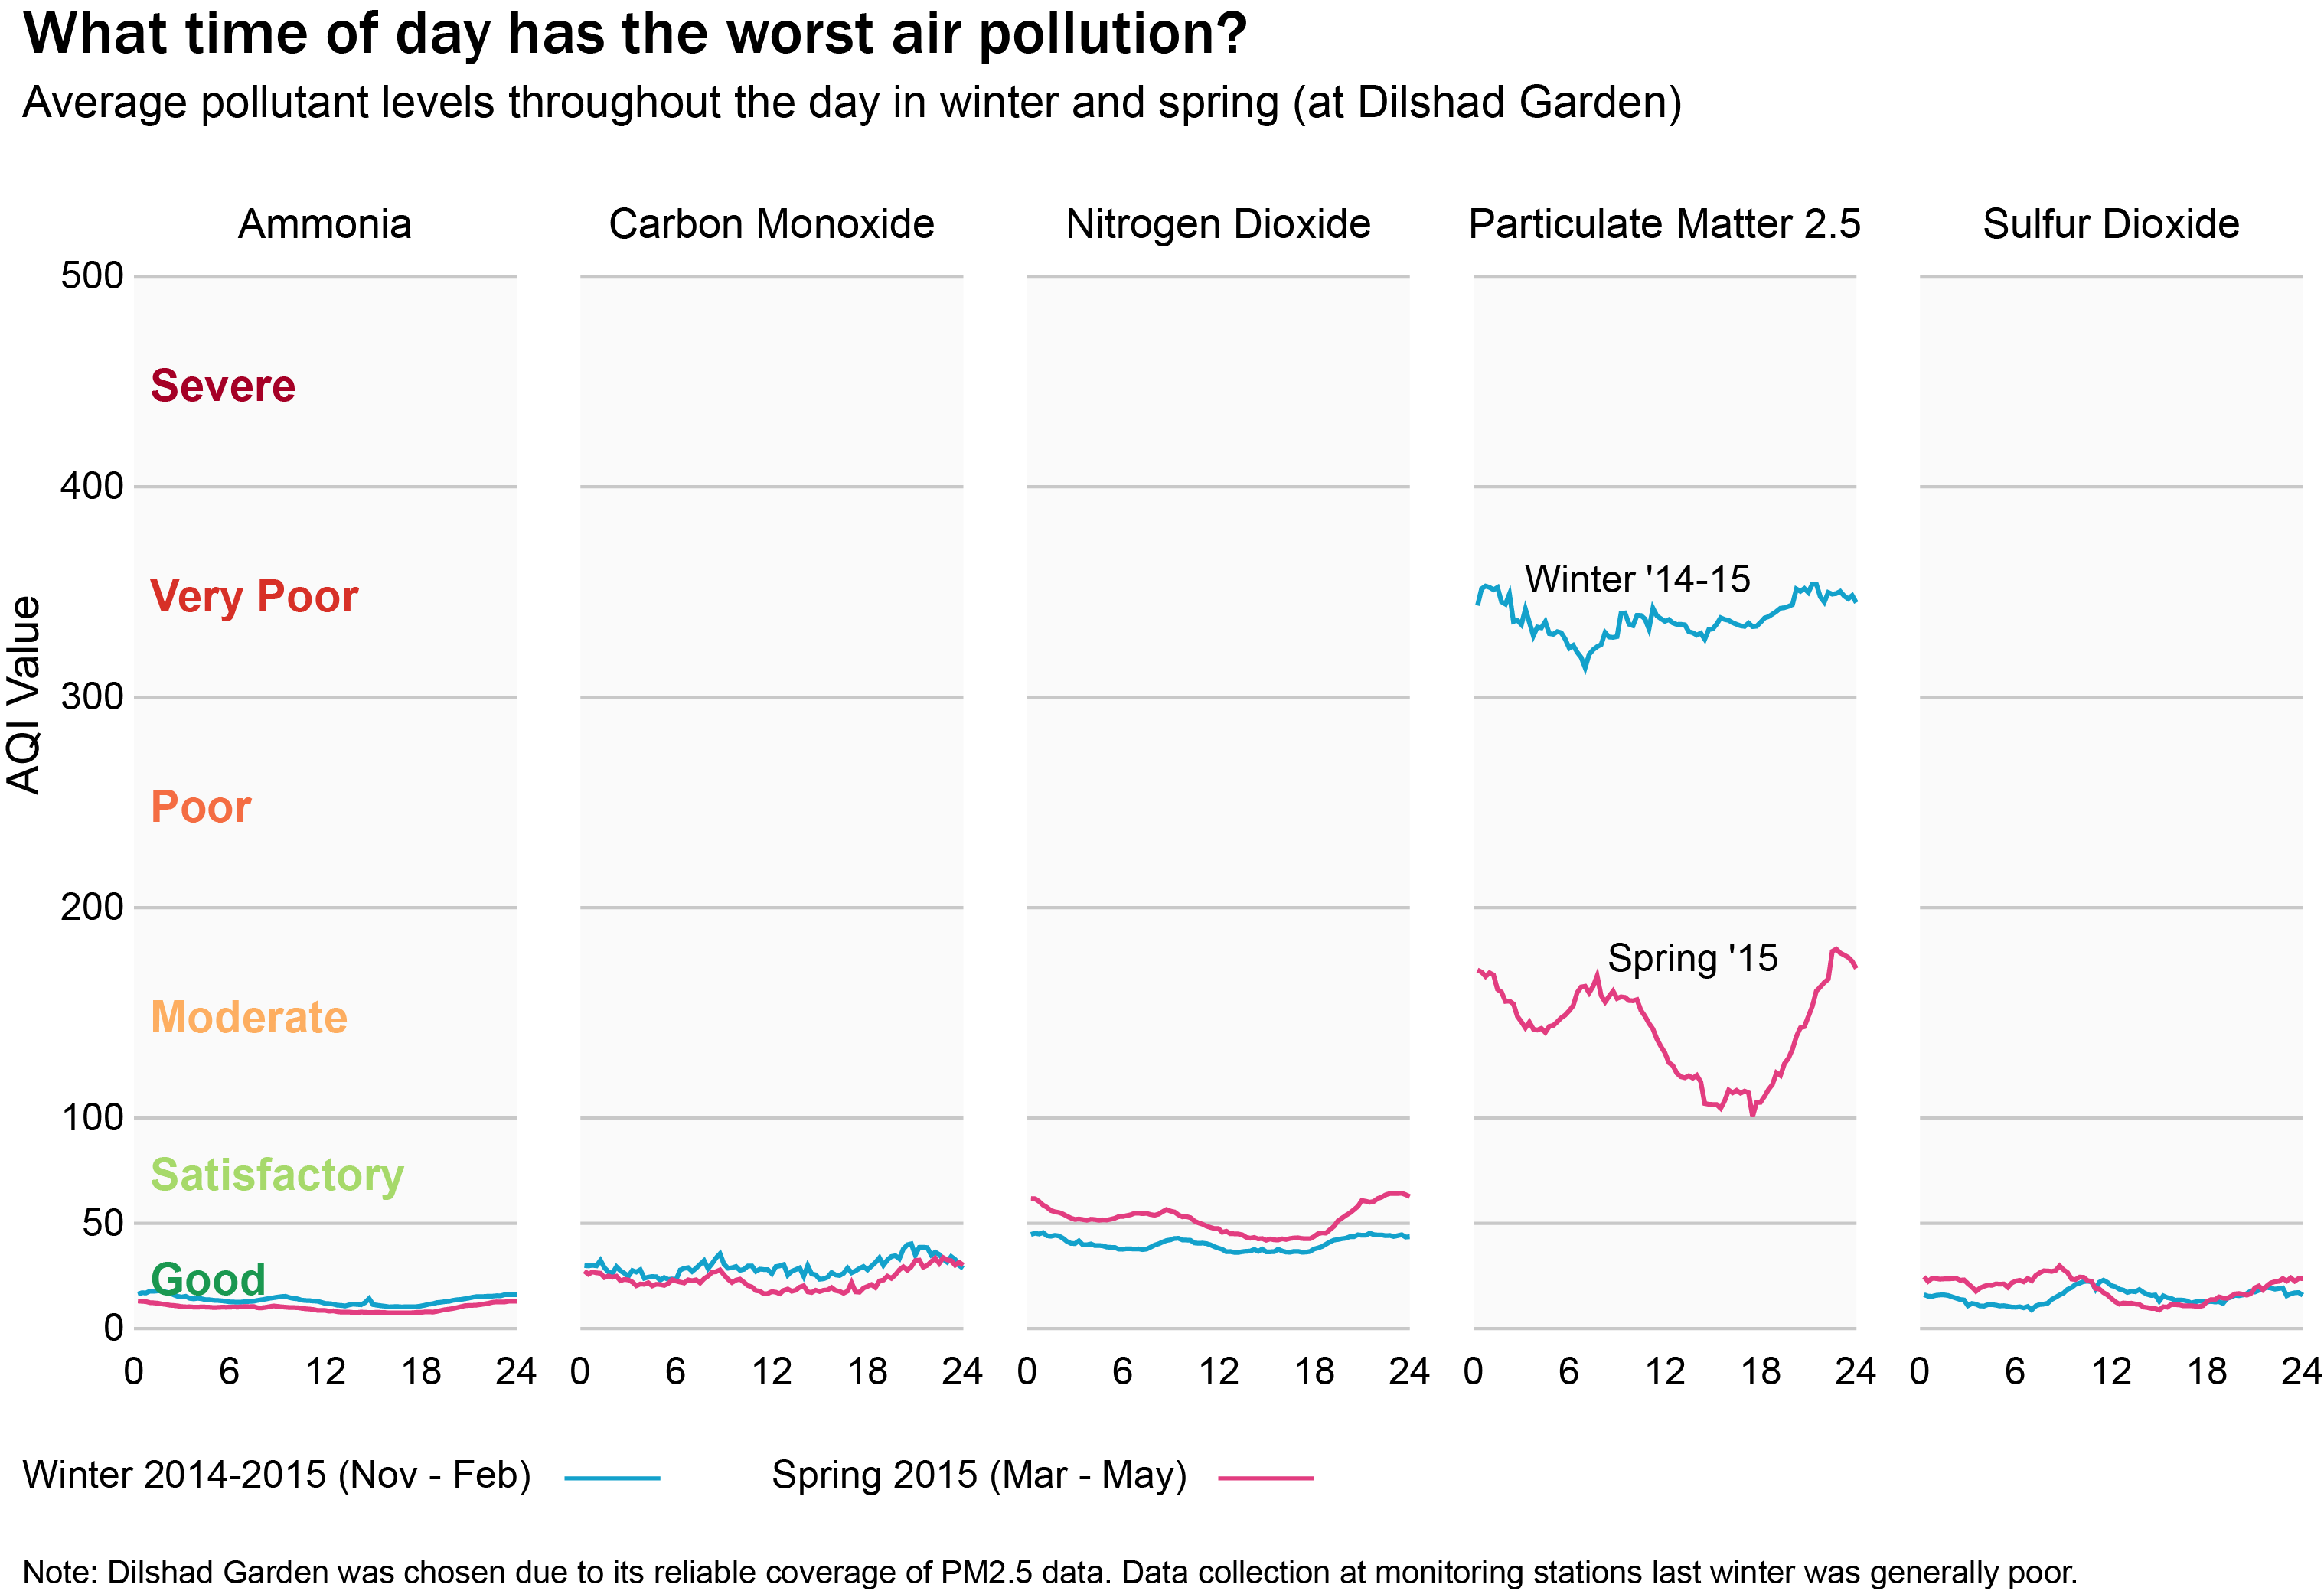 What time of day has the worst air pollution?
Average pollutant levels throughout the day in winter and spring (at Dilshad Garden)
Ammonia Carbon Monoxide Nitrogen Dioxide Particulate Matter 2.5 Sulfur Dioxide
500
Severe
400
Very Poor
Winter '14-15
AQI Value
300
Poor
200
Spring '15
Moderate
100
Satisfactory
50
Good
0
0 6 12 18 24 0 6 12 18 24 0 6 12 18 24 0 6 12 18 24 0 6 12 18 24
Winter 2014-2015 (Nov - Feb) Spring 2015 (Mar - May)
Note: Dilshad Garden was chosen due to its reliable coverage of PM2.5 data. Data collection at monitoring stations last winter was generally poor.